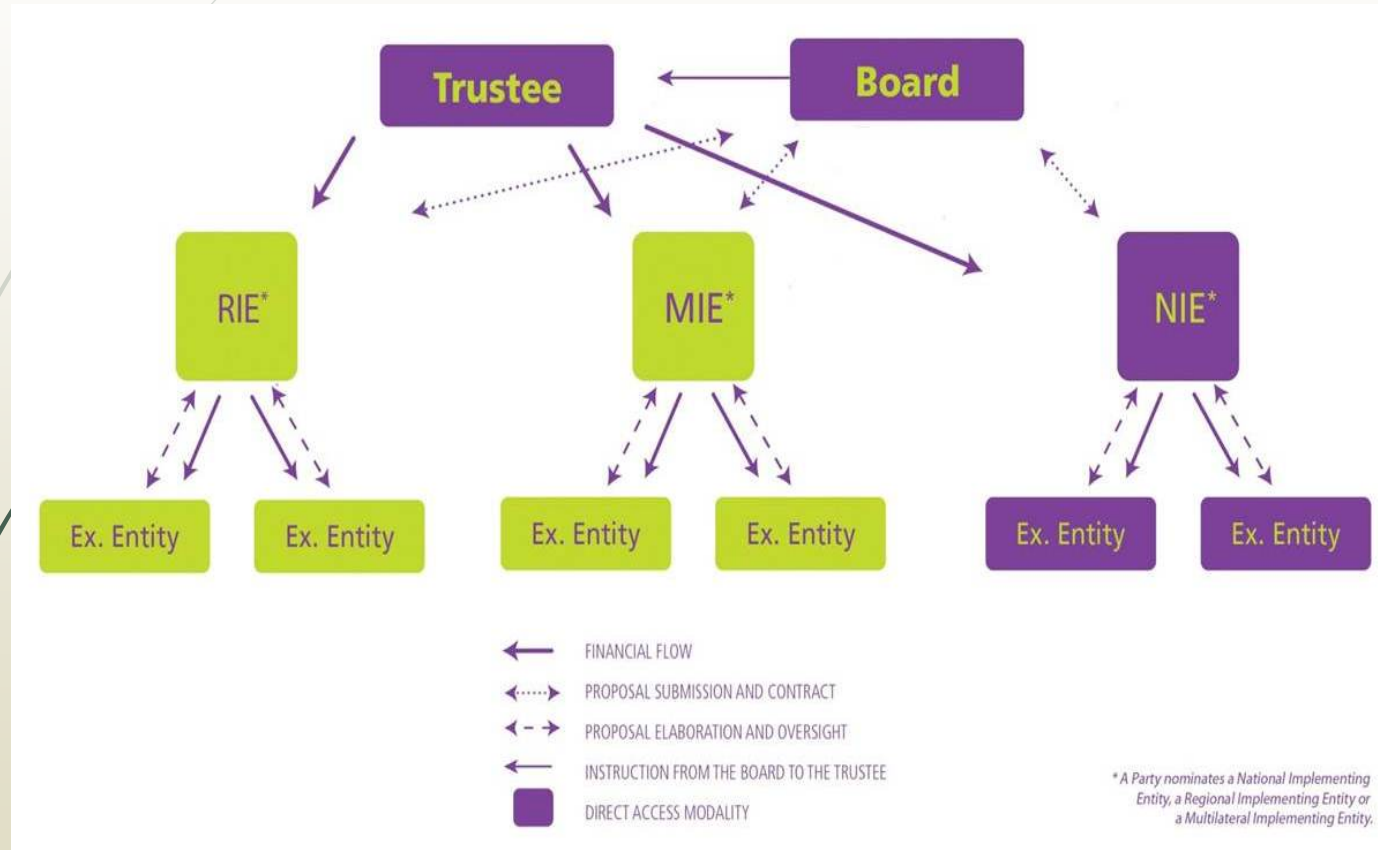 Trustee
Board
RIE*
MIE*
NIE*
Ex. Entity
Ex. Entity
Ex. Entity
Ex. Entity
Ex. Entity
Ex. Entity
FINANCIAL FLOW
PROPOSAL SUBMISSION AND CONTRACT
PROPOSAL ELABORATION AND OVERSIGHT
INSTRUCTION FROM THE BOARD TO THE TRUSTEE
DIRECT ACCESS MODALITY
* A Party nominates a National Implementing
Entity, a Regional Implementing Entity or
a Multilateral Implementing Entity.